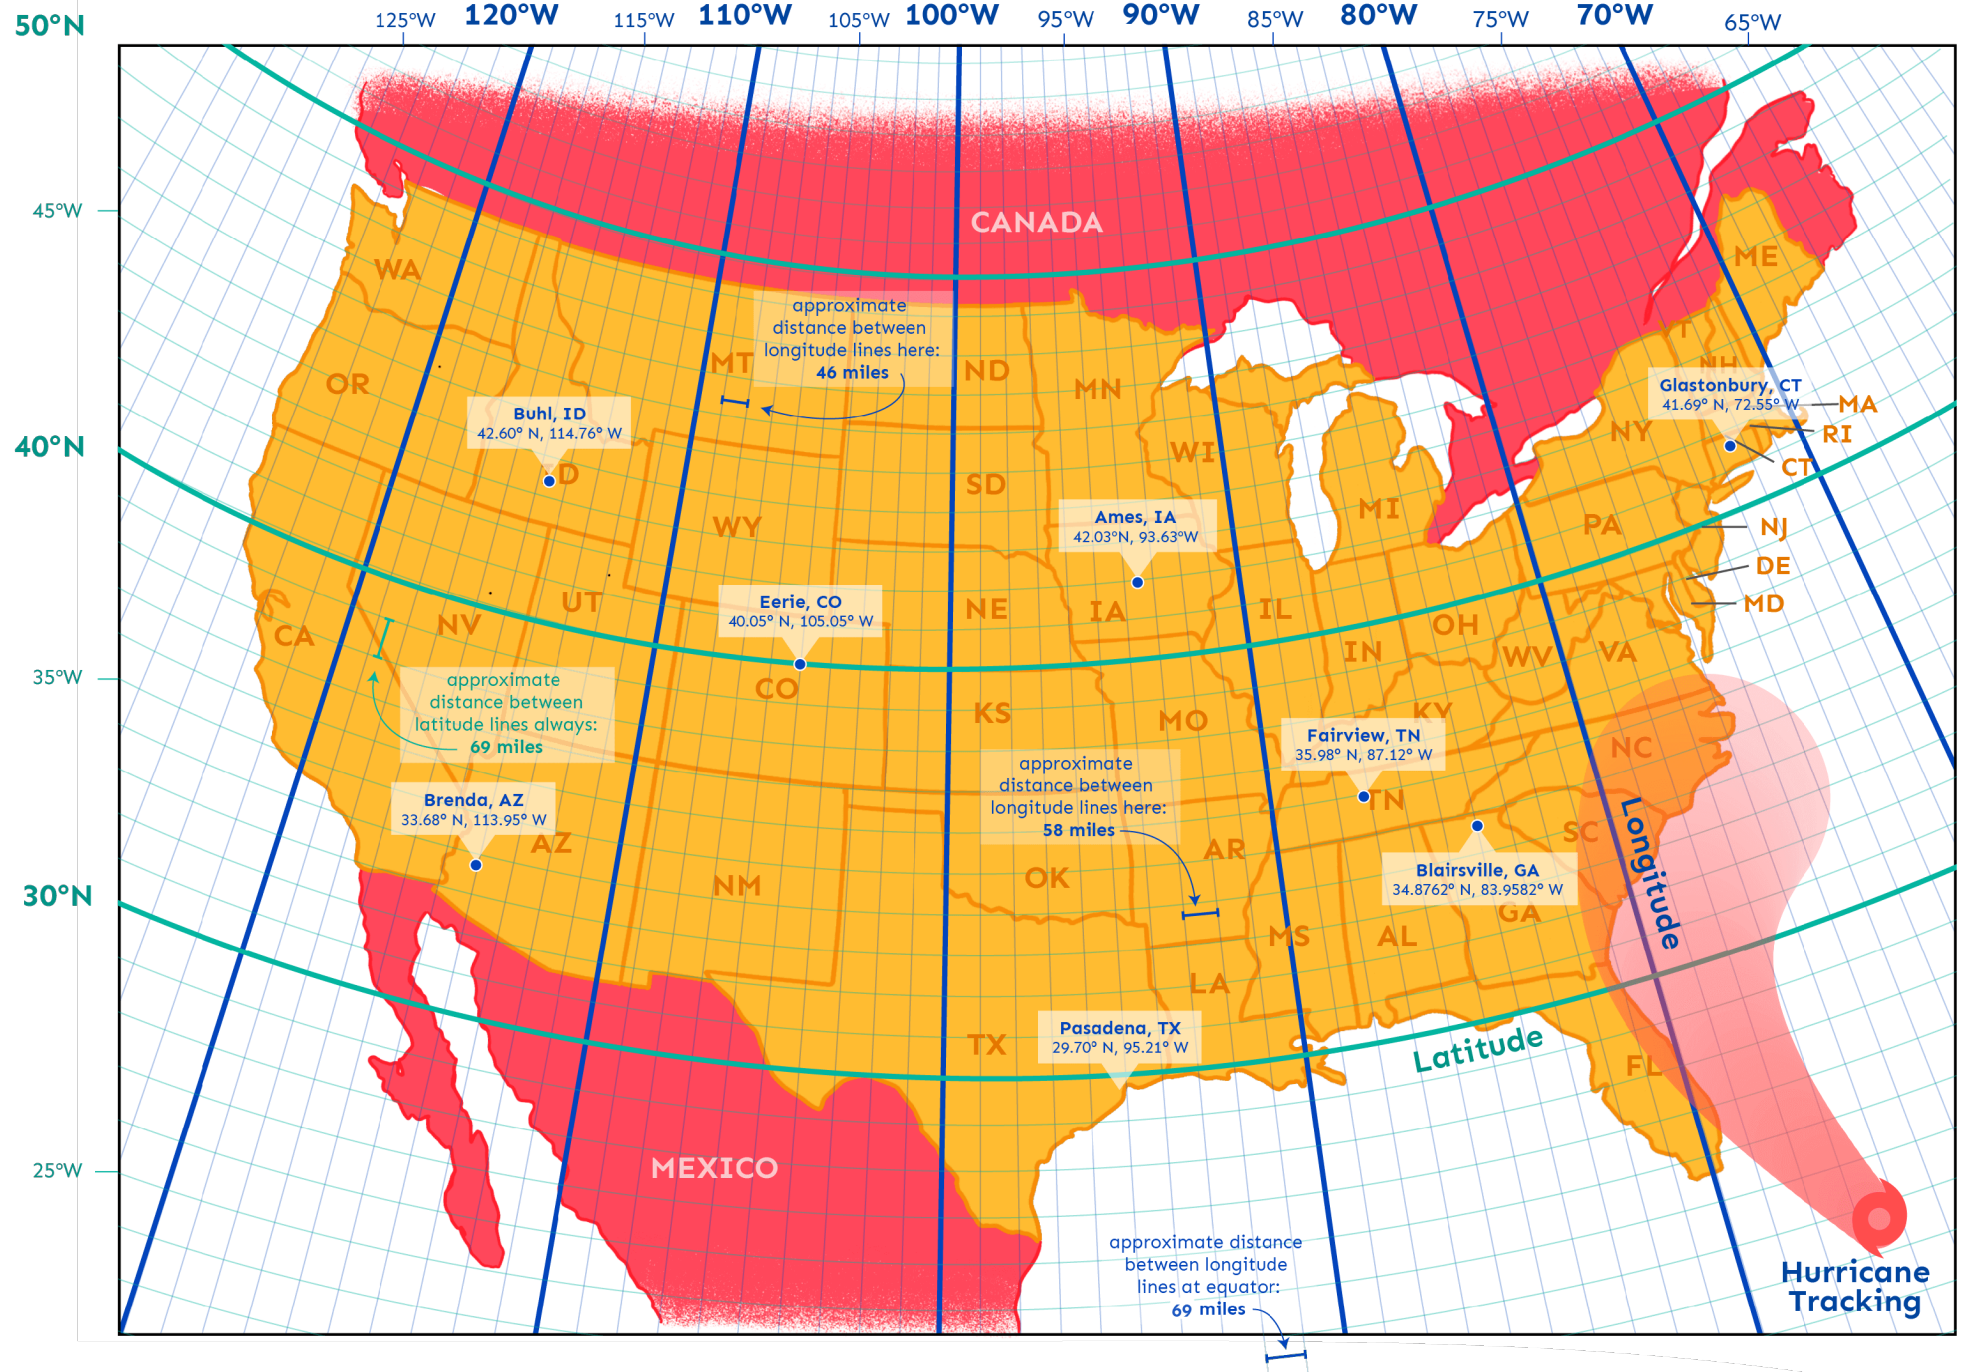 50°N
125°W
120°W
115°W
110°W
105°W
100°W
95°W
90°W
85°W
80°W
75°W
70°W
65°W
45°W
40°N
35°W
30°N
25°W
CANADA
WA
OR
MT
ND
MN
ME
VT
NH
approximate
distance between
longitude lines here:
46 miles
Glastonbury, CT
41.69° N, 72.55° W
MA
RI
CT
NY
Buhl, ID
42.60° N, 114.76° W
D
WY
SD
WI
MI
PA
NJ
DE
MD
Ames, IA
42.03°N, 93.63°W
Eerie, CO
40.05° N, 105.05° W
CA
NV
UT
CO
NE
IA
IL
IN
OH
WV
VA
approximate
distance between
latitude lines always:
69 miles
KS
MO
KY
NC
Fairview, TN
35.98° N, 87.12° W
TN
approximate
distance between
longitude lines here:
58 miles
Brenda, AZ
33.68° N, 113.95° W
AZ
NM
OK
AR
SC
Blairsville, GA
34.8762° N, 83.9582° W
GA
Longitude
MS
AL
LA
TX
Pasadena, TX
29.70° N, 95.21° W
Latitude
FL
MEXICO
approximate distance
between longitude
lines at equator:
69 miles
Hurricane
Tracking